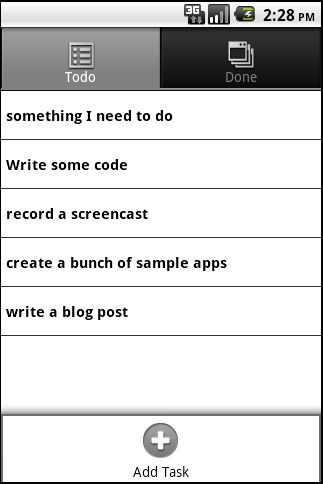 3G 2:28 PM
Todo Done
something I need to do
Write some code
record a screencast
create a bunch of sample apps
write a blog post
Add Task